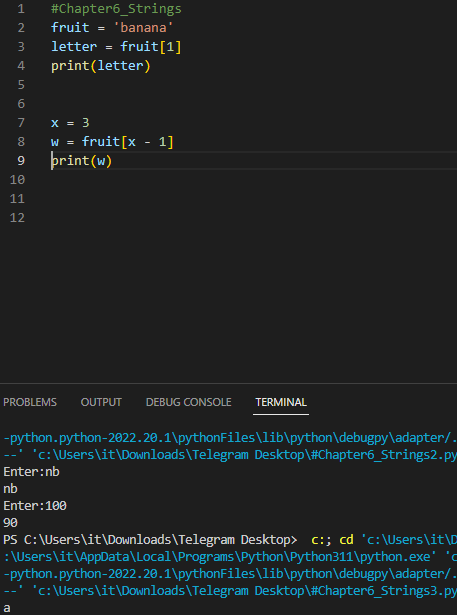 1 #Chapter6_Strings
2 fruit = 'banana'
3 letter = fruit[1]
4 print(letter)
5
6
7 x = 3
8 w = fruit[x - 1]
9 print(w)
10
11
12
PROBLEMS OUTPUT DEBUG CONSOLE TERMINAL
-python.python-2022.20.1\pythonFiles\lib\python\debugpy\adapter/.
--' 'c:\Users\it\Downloads\Telegram Desktop\#Chapter6_Strings2.py
Enter:nb
nb
Enter:100
90
PS C:\Users\it\Downloads\Telegram Desktop> c:; cd 'c:\Users\it\D
:\Users\it\AppData\Local\Programs\Python\Python311\python.exe' 'c
-python.python-2022.20.1\pythonFiles\lib\python\debugpy\adapter/.
--' 'c:\Users\it\Downloads\Telegram Desktop\#Chapter6_Strings3.py
a